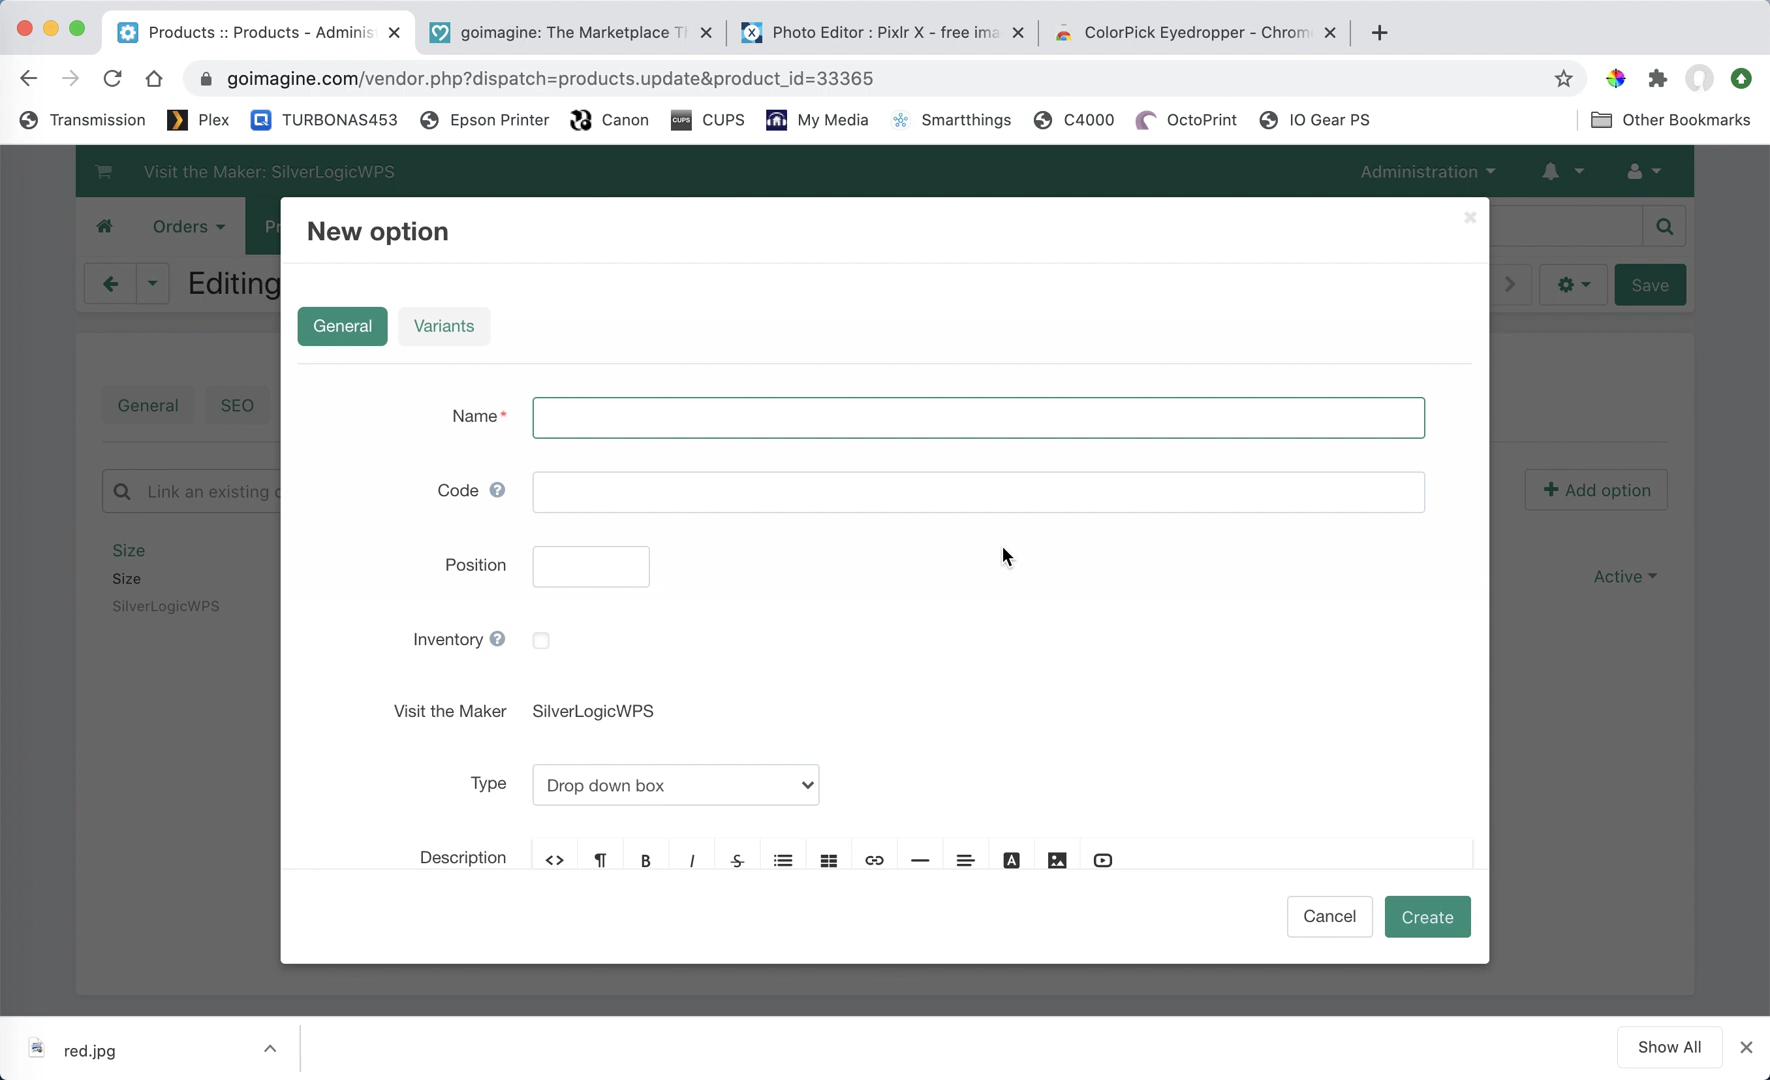 Products :: Products - Adminis
goimagine: The Marketplace T
Photo Editor : Pixlr X - free ima
ColorPick Eyedropper - Chrom
goimagine.com/vendor.php?dispatch=products.update&product_id=33365
Transmission
Plex
TURBONAS453
Epson Printer
Canon
CUPS
CUPS
My Media
Smartthings
C4000
OctoPrint
IO Gear PS
Other Bookmarks
Visit the Maker: SilverLogicWPS
Administration
Orders
Pr
New option
Editing
Save
General
Variants
General
SEO
Name*
Code
Link an existing
Add option
Size
Size
SilverLogicWPS
Position
Active
Inventory
Visit the Maker
SilverLogicWPS
Type
Drop down box
Description
B
I
S
A
Cancel
Create
red.jpg
Show All